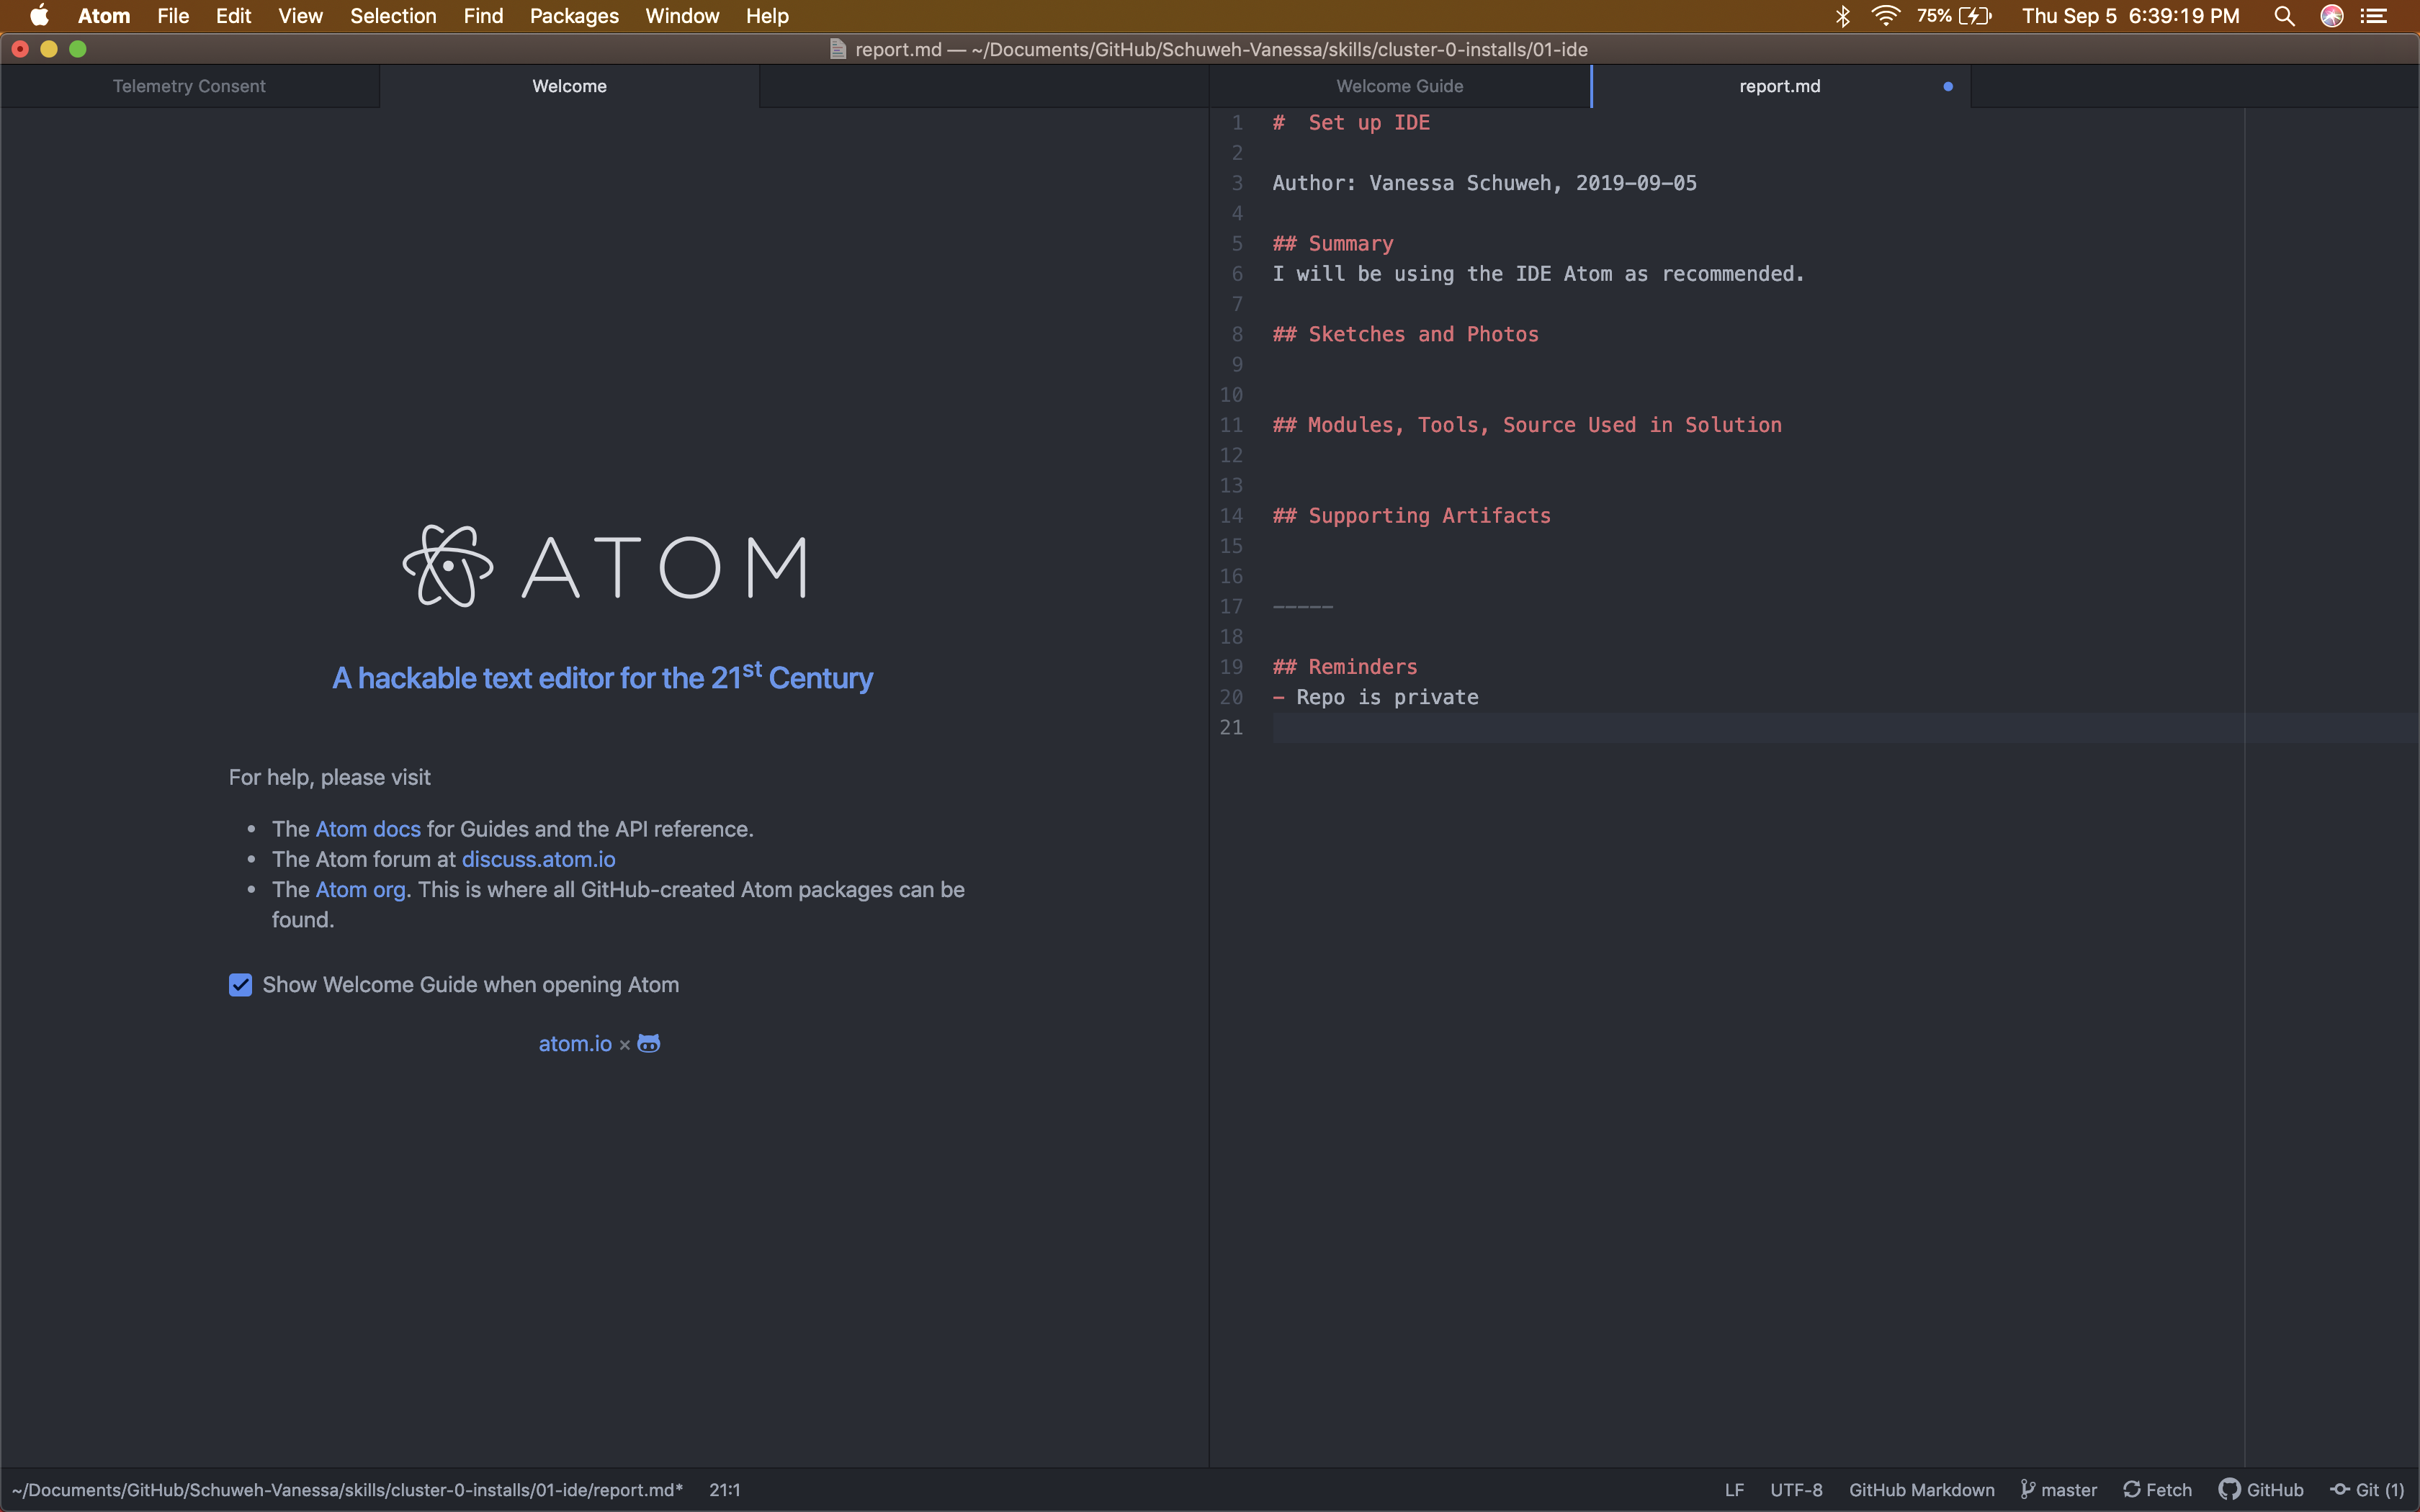 Atom File Edit View Selection Find Packages Window Help 75% Thu Sep 5 6:39:19 PM
report.md — ~/Documents/GitHub/Schuweh-Vanessa/skills/cluster-0-installs/01-ide
Telemetry Consent Welcome Welcome Guide report.md
ATOM
A hackable text editor for the 21st Century
For help, please visit
• The Atom docs for Guides and the API reference.
• The Atom forum at discuss.atom.io
• The Atom org. This is where all GitHub-created Atom packages can be
found.
Show Welcome Guide when opening Atom
atom.io ×
1 #  Set up IDE
2
3 Author: Vanessa Schuweh, 2019-09-05
4
5 ## Summary
6 I will be using the IDE Atom as recommended.
7
8 ## Sketches and Photos
9
10
11 ## Modules, Tools, Source Used in Solution
12
13
14 ## Supporting Artifacts
15
16
17 -----
18
19 ## Reminders
20 - Repo is private
21
~/Documents/GitHub/Schuweh-Vanessa/skills/cluster-0-installs/01-ide/report.md* 21:1 LF UTF-8 GitHub Markdown master Fetch GitHub Git (1)